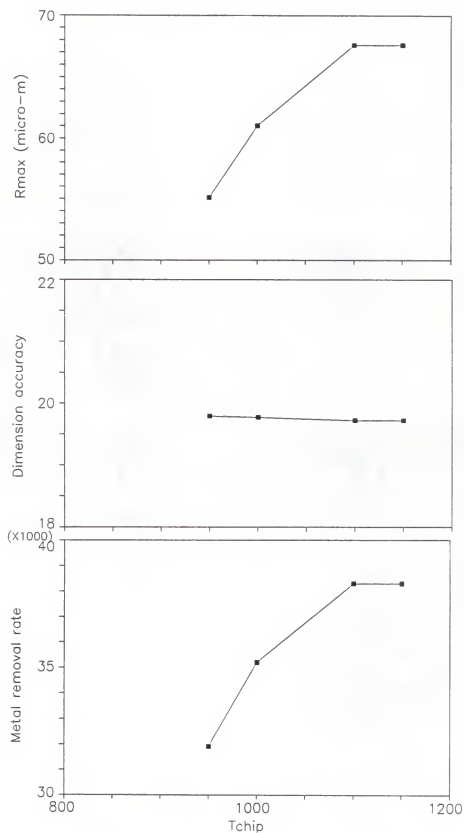 70
60
50
Rmax (micro-m)
22
20
18
Dimension accuracy
(X1000)
40
35
30
Metal removal rate
800
1000
1200
Tchip